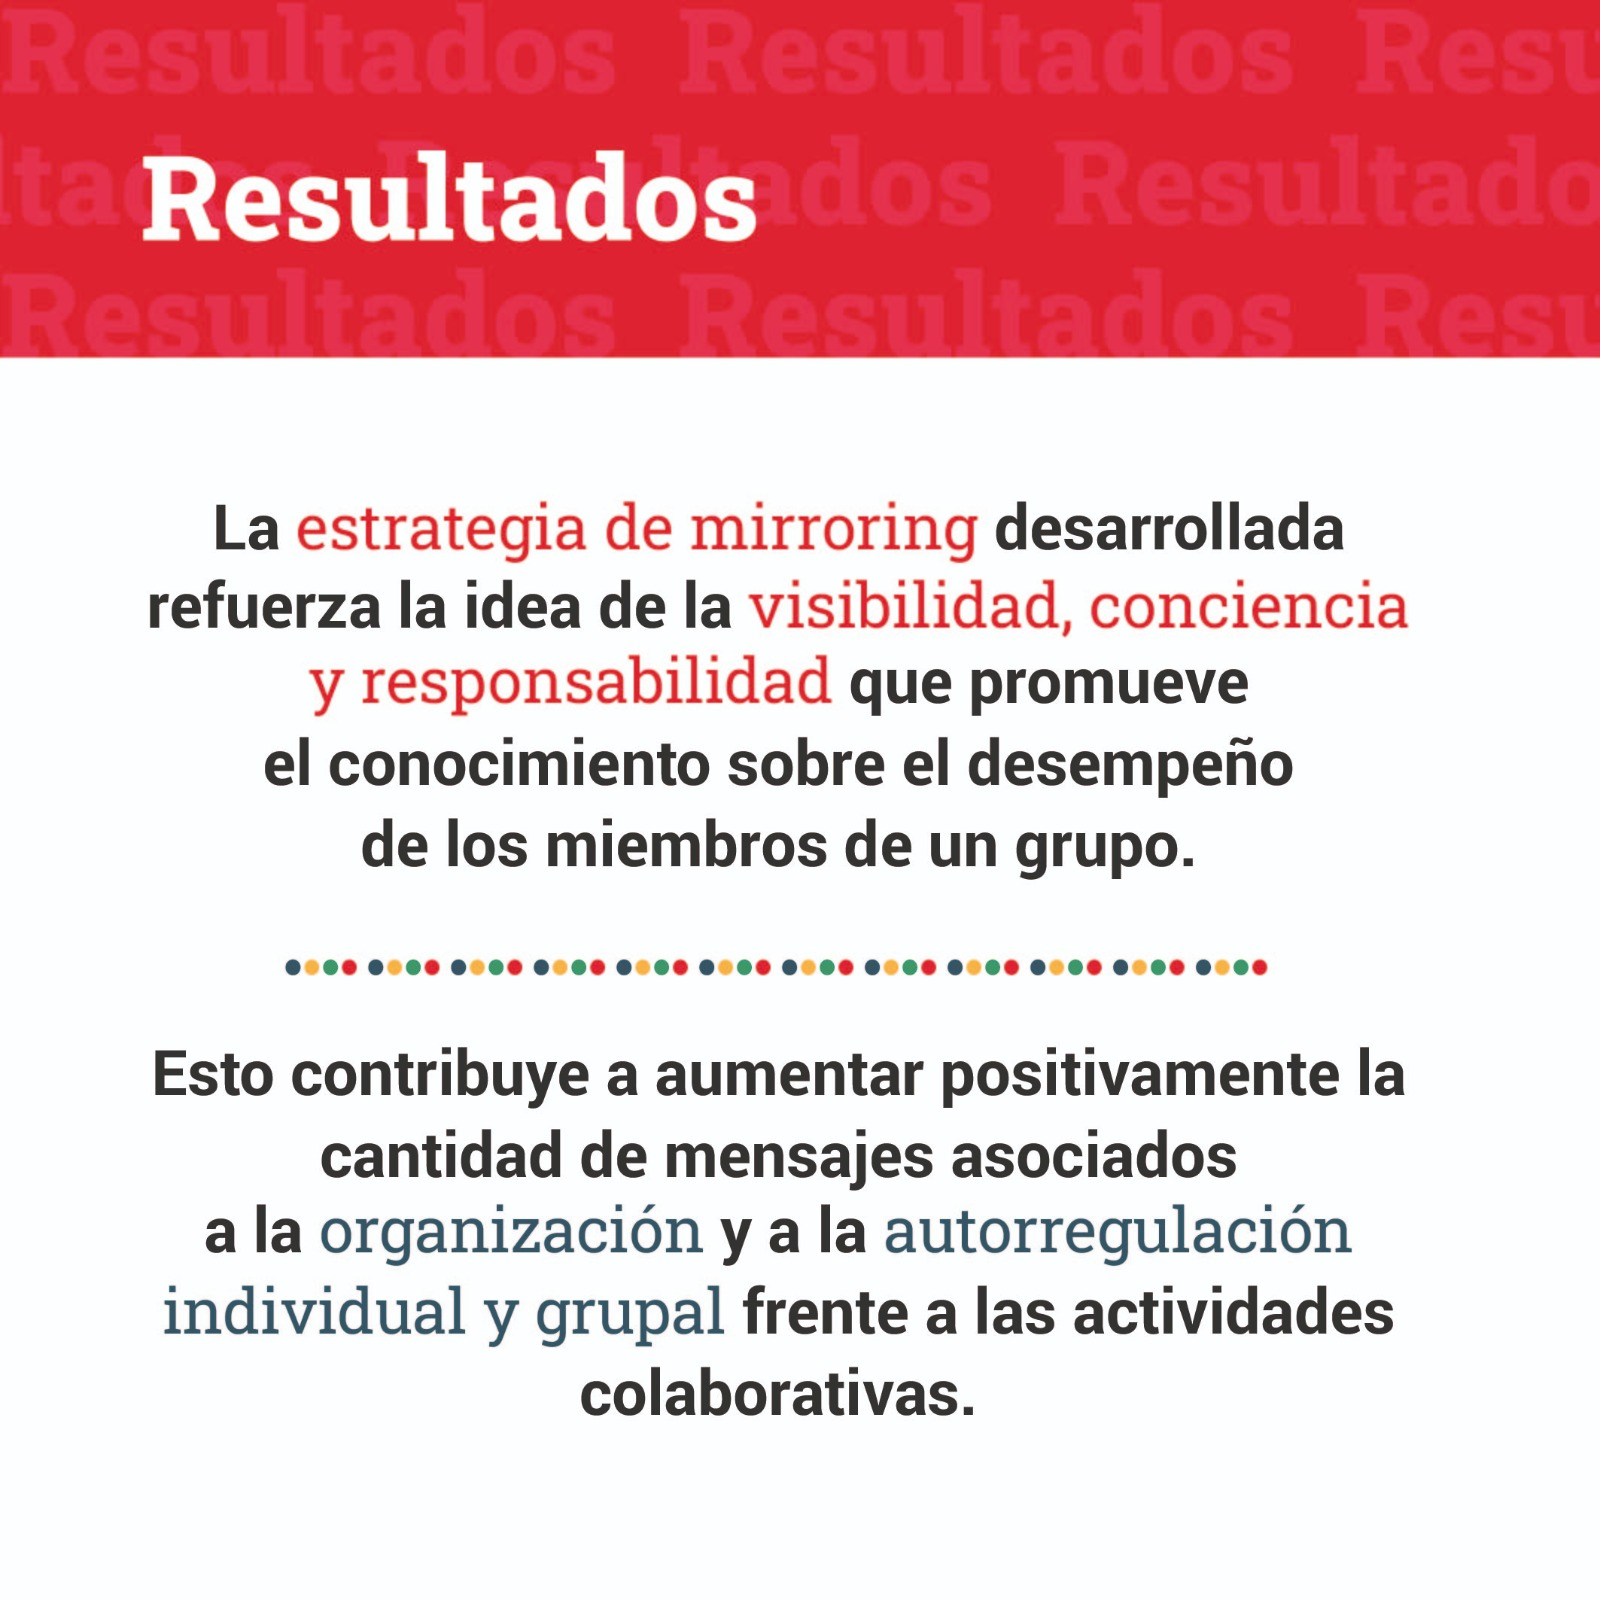 Resultados Resultados Resu
ltados Resultados Resultado
Resultados
Resultados Resultados Resu
La estrategia de mirroring desarrollada
refuerza la idea de la visibilidad, conciencia
y responsabilidad que promueve
el conocimiento sobre el desempeño
de los miembros de un grupo.
Esto contribuye a aumentar positivamente la
cantidad de mensajes asociados
a la organización y a la autorregulación
individual y grupal frente a las actividades
colaborativas.